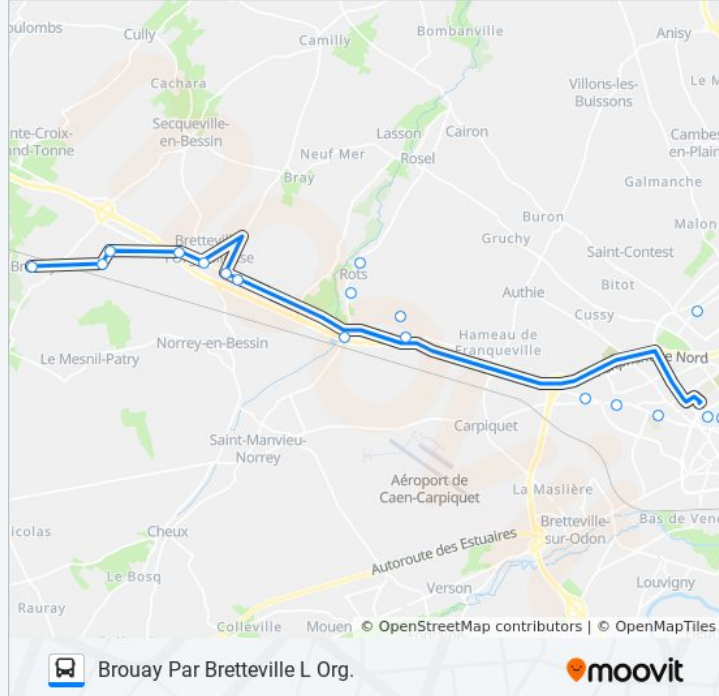 oulombs
Cully
Camilly
Bombanville
Anisy
Cachara
Villons-les-
Buissons
Le M
nte-Croix-
and-Tonne
Secqueville-
en-Bessin
Lasson
Cairon
Cambes
en-Plain
Neuf Mer
Rosel
Galmanche
Bray
Buron
Malon
Brettevill
Gruchy
Saint-Contest
Rots
Bitot
Authie
Cussy
Norrey-en-Bessin
Hameau de
Franqueville
Le Mesnil-Patry
e Nord
Carpiquet
Saint-Manvieu-
Norrey
Aéroport de
Caen-Carpiquet
La Maslière
Bretteville-
sur-Odon
Bas de Vend
icolas
Cheux
Autoroute des Estuaires
Le Bosq
Verson
Louvigny
Rauray
Colleville
Mouen
© OpenStreetMap contributors | © OpenMapTiles
Brouay Par Bretteville L Org.
moovit